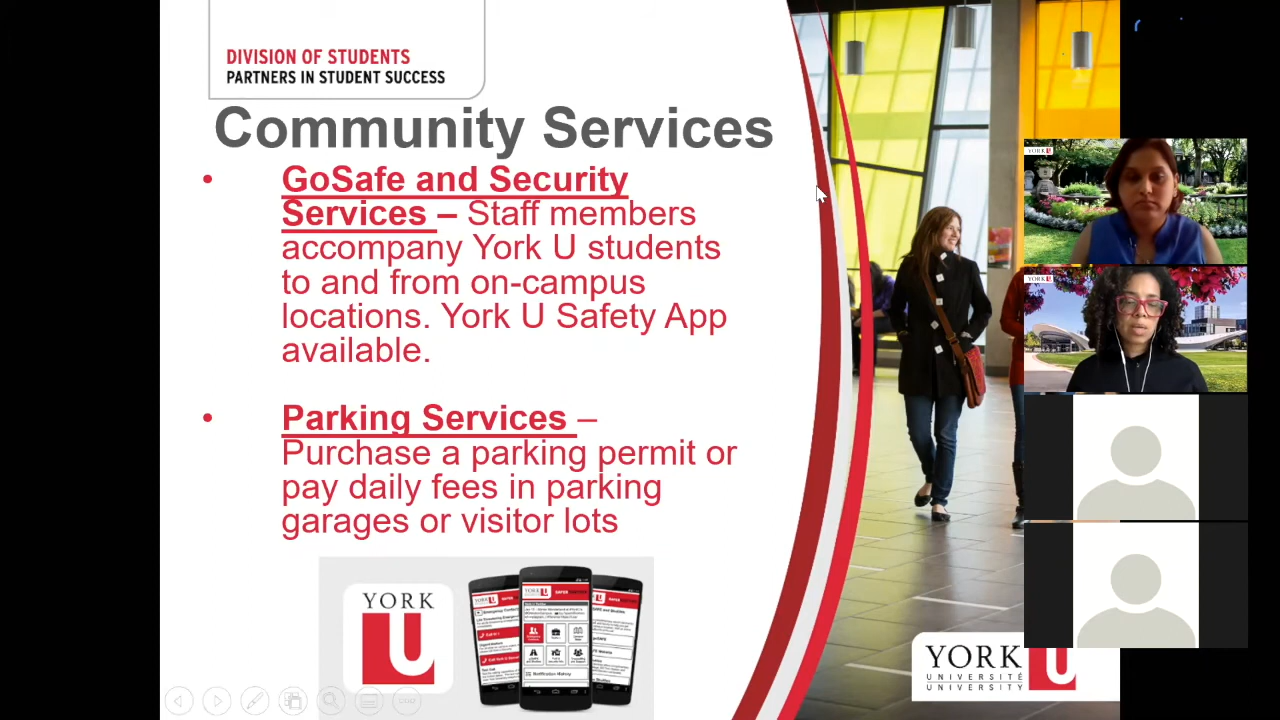 DIVISION OF STUDENTS
PARTNERS IN STUDENT SUCCESS
Community Services
• GoSafe and Security
Services – Staff members
accompany York U students
to and from on-campus
locations. York U Safety App
available.
• Parking Services –
Purchase a parking permit or
pay daily fees in parking
garages or visitor lots
YORK
U
YORK U
YORK U
YORK U
UNIVERSITÉ
UNIVERSITY